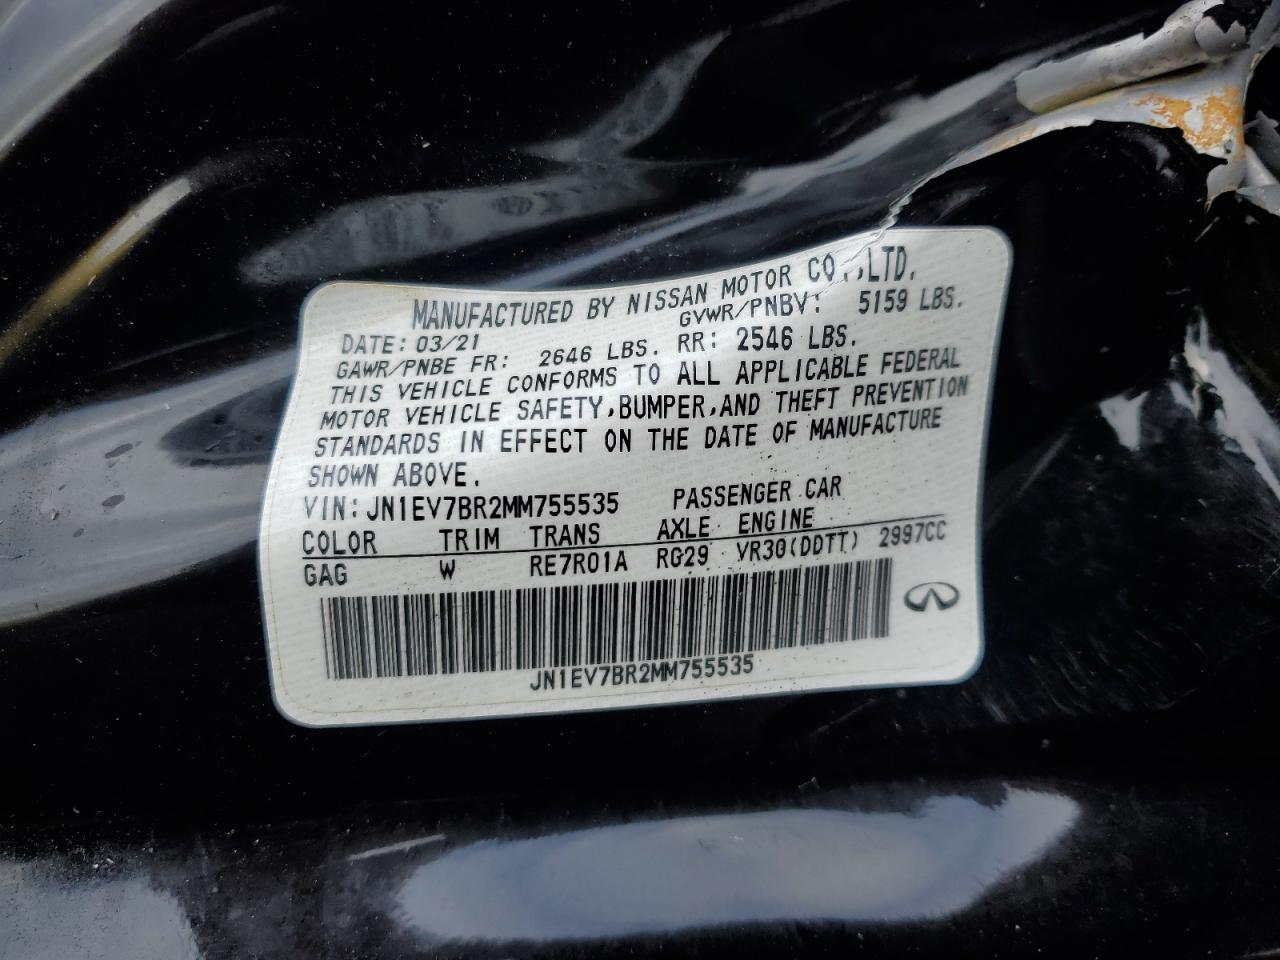 MANUFACTURED BY NISSAN MOTOR CO.,LTD.
DATE: 03/21 GVWR/PNBV: 5159 LBS.
GAWR/PNBE FR: 2646 LBS. RR: 2546 LBS.
THIS VEHICLE CONFORMS TO ALL APPLICABLE FEDERAL
MOTOR VEHICLE SAFETY,BUMPER,AND THEFT PREVENTION
STANDARDS IN EFFECT ON THE DATE OF MANUFACTURE
SHOWN ABOVE.
VIN:JN1EV7BR2MM755535 PASSENGER CAR
COLOR TRIM TRANS AXLE ENGINE
GAG W RE7R01A RG29 VR30(DDTT) 2997CC
JN1EV7BR2MM755535